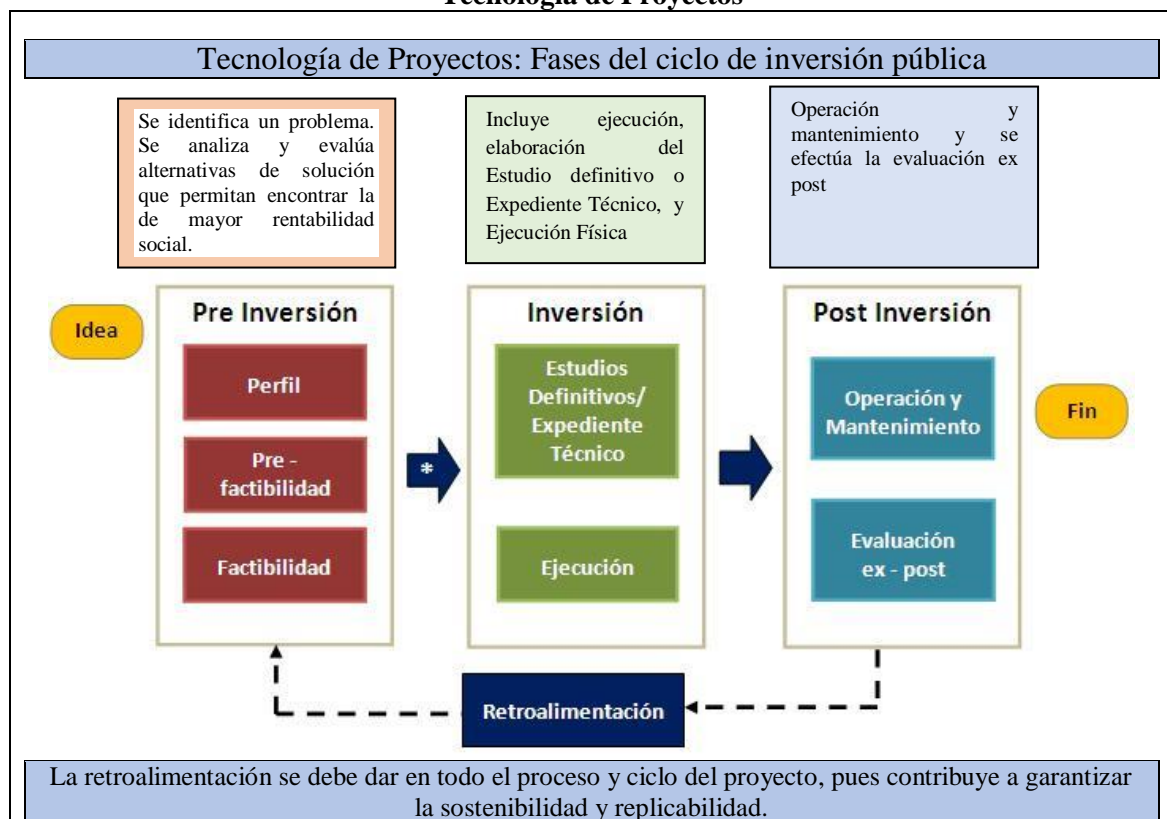 Tecnología de Proyectos
Tecnología de Proyectos: Fases del ciclo de inversión pública
Se identifica un problema.
Se analiza y evalúa
alternativas de solución
que permitan encontrar la
de mayor rentabilidad
social.
Incluye ejecución,
elaboración del
Estudio definitivo o
Expediente Técnico, y
Ejecución Física
Operación y
mantenimiento y se
efectúa la evaluación ex
post
Idea
Pre Inversión
Perfil
Pre -
factibilidad
Factibilidad
*
Inversión
Estudios
Definitivos/
Expediente
Técnico
Ejecución
Post Inversión
Operación y
Mantenimiento
Evaluación
ex - post
Fin
Retroalimentación
La retroalimentación se debe dar en todo el proceso y ciclo del proyecto, pues contribuye a garantizar
la sostenibilidad y replicabilidad.